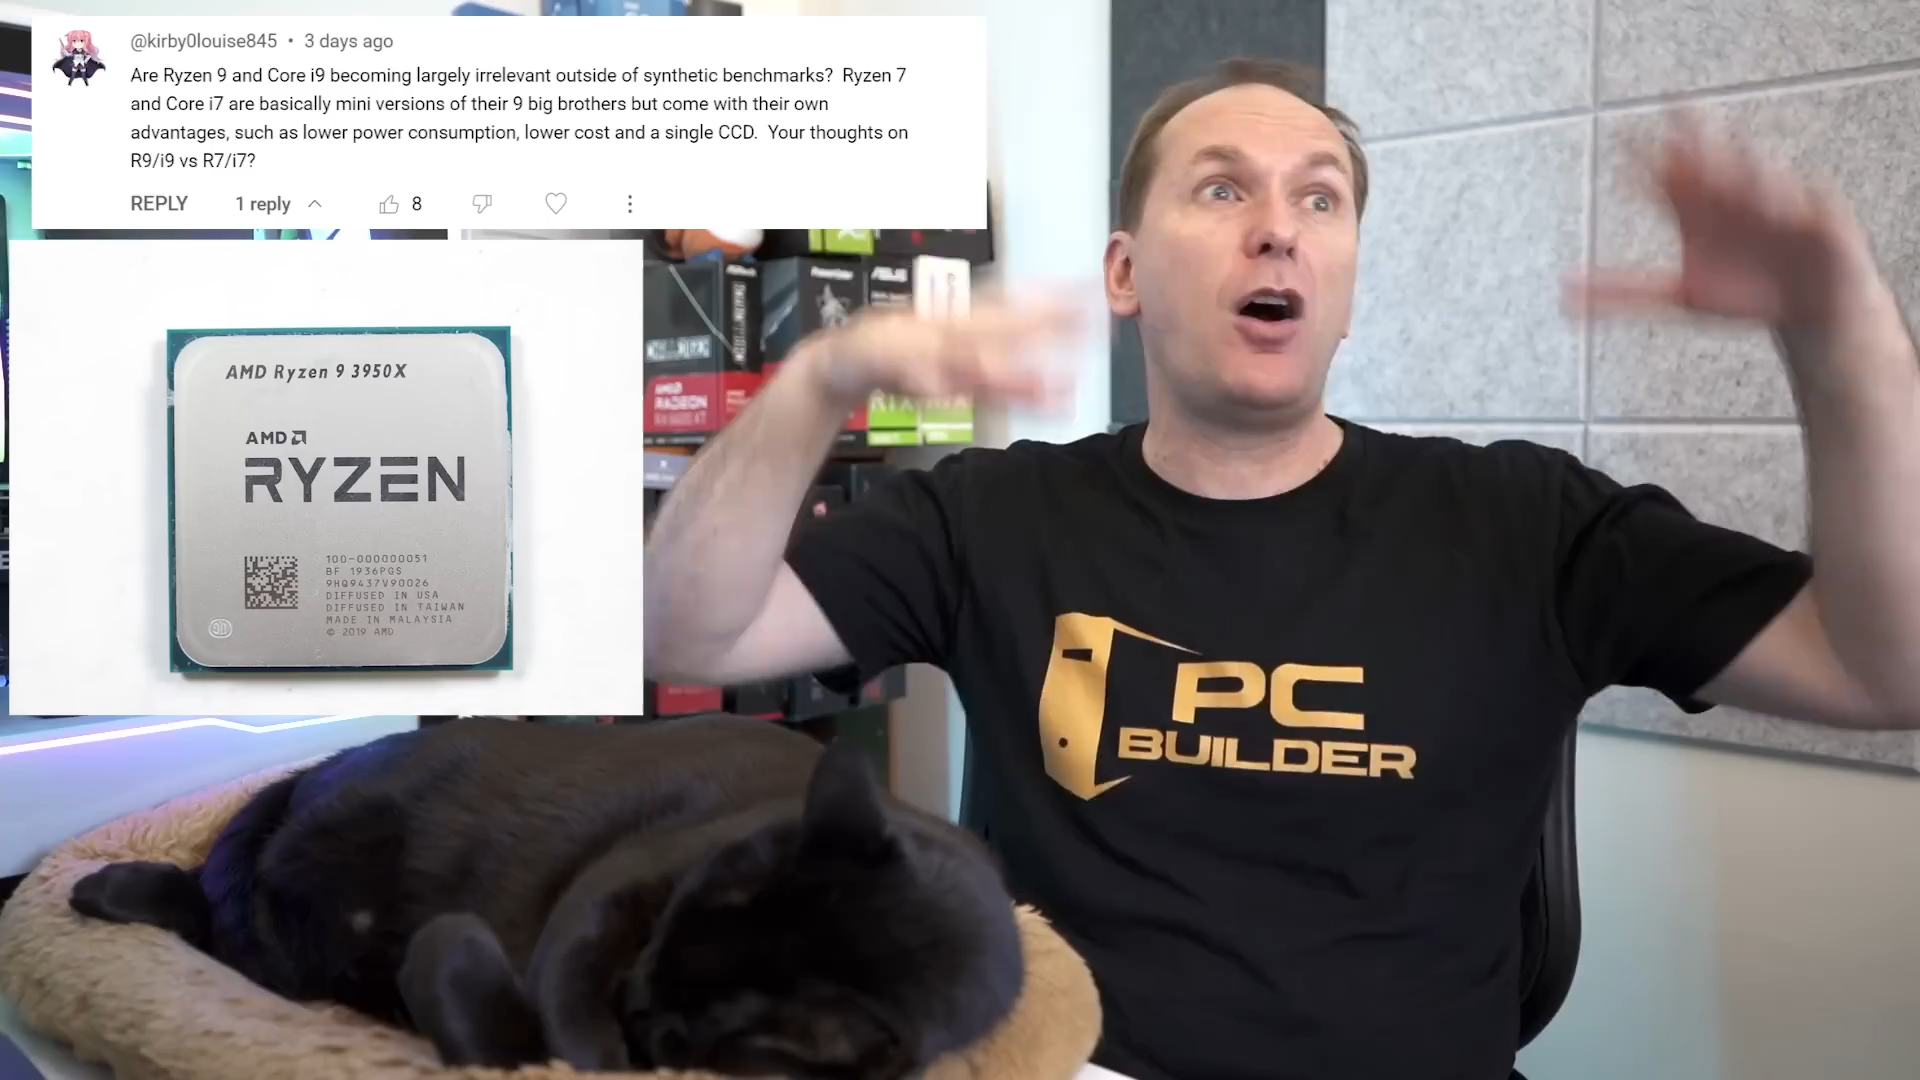 @kirby0louise845 • 3 days ago
Are Ryzen 9 and Core i9 becoming largely irrelevant outside of synthetic benchmarks? Ryzen 7
and Core i7 are basically mini versions of their 9 big brothers but come with their own
advantages, such as lower power consumption, lower cost and a single CCD. Your thoughts on
R9/i9 vs R7/i7?
REPLY 1 reply 8
AMD Ryzen 9 3950X
AMD
RYZEN
100-000000051
BF 1936PGS
9HQ9437V90026
DIFFUSED IN USA
DIFFUSED IN TAIWAN
MADE IN MALAYSIA
© 2019 AMD
ASUS
AMD
RADEON
PC
BUILDER